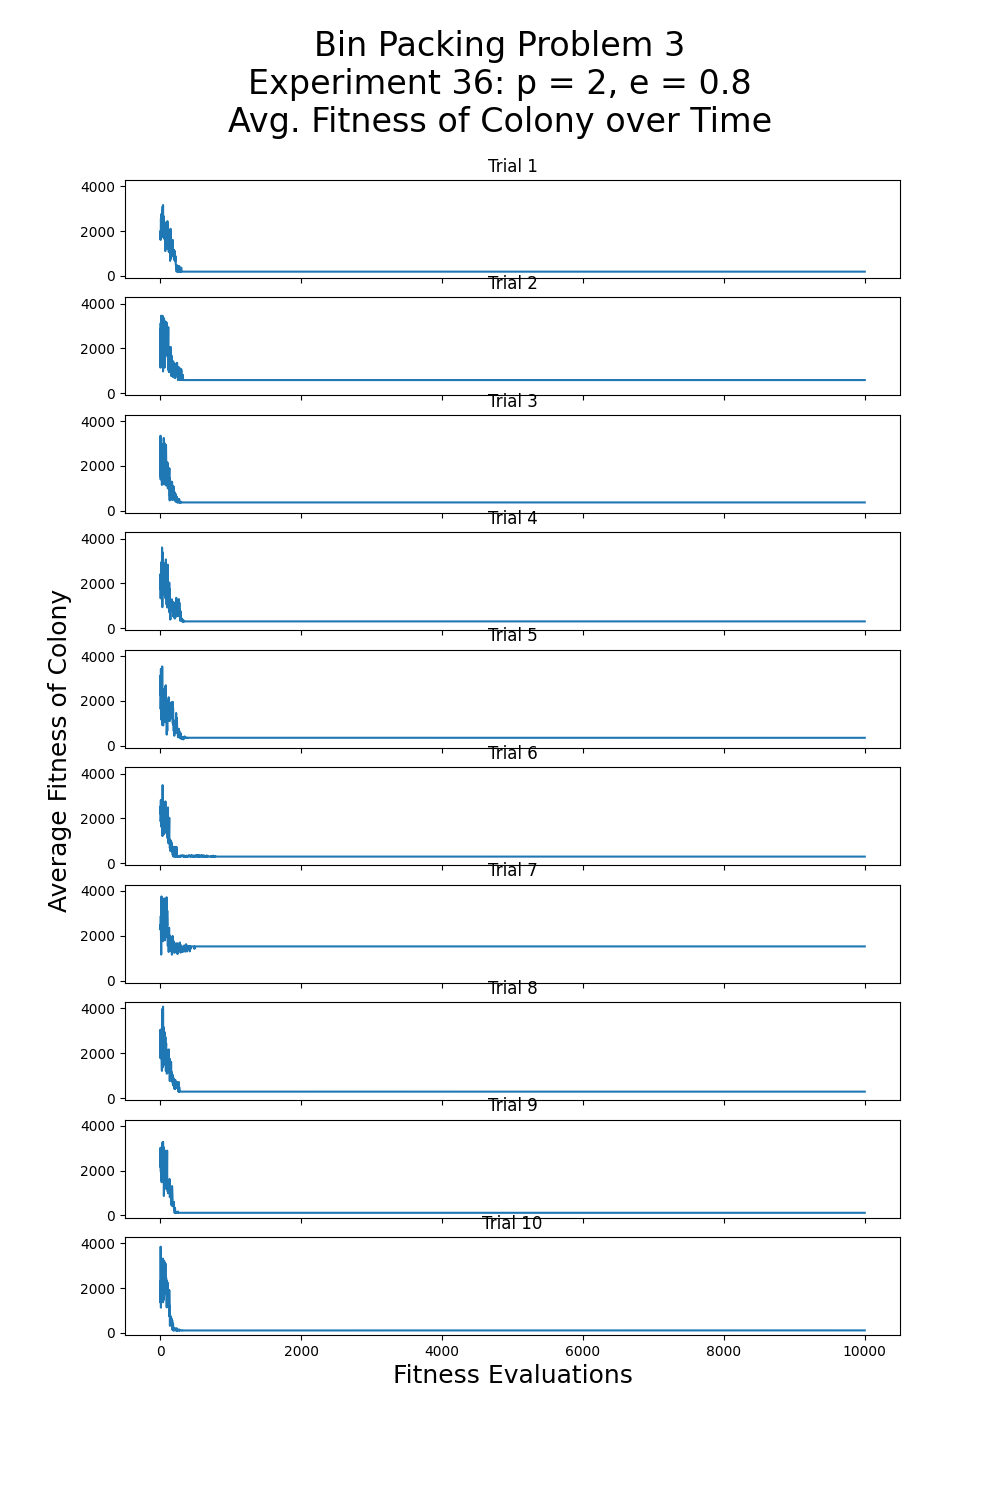 Bin Packing Problem 3
Experiment 36: p = 2, e = 0.8
Avg. Fitness of Colony over Time
Trial 1
4000
2000
0
Trial 2
4000
2000
0
Trial 3
4000
2000
0
Trial 4
4000
2000
0
Trial 5
4000
2000
0
Trial 6
4000
2000
0
Trial 7
4000
2000
0
Trial 8
4000
2000
0
Trial 9
4000
2000
0
Trial 10
4000
2000
0
0 2000 4000 6000 8000 10000
Fitness Evaluations
Average Fitness of Colony